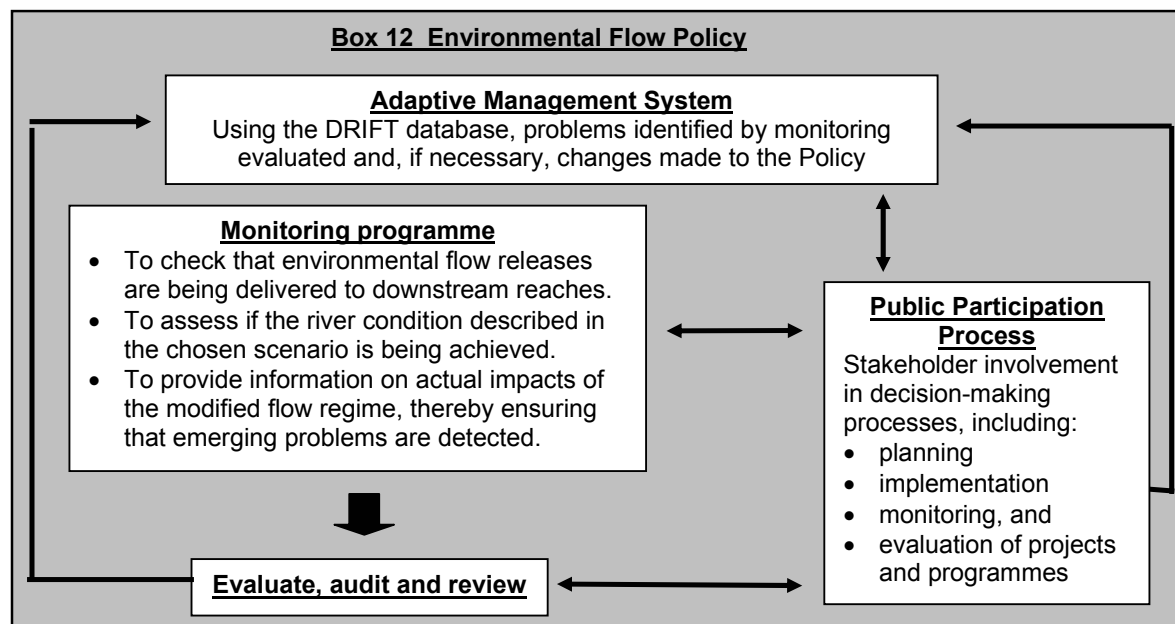 Box 12  Environmental Flow Policy
Adaptive Management System
Using the DRIFT database, problems identified by monitoring
evaluated and, if necessary, changes made to the Policy
Monitoring programme
• To check that environmental flow releases
are being delivered to downstream reaches.
• To assess if the river condition described in
the chosen scenario is being achieved.
• To provide information on actual impacts of
the modified flow regime, thereby ensuring
that emerging problems are detected.
Public Participation
Process
Stakeholder involvement
in decision-making
processes, including:
• planning
• implementation
• monitoring, and
• evaluation of projects
and programmes
Evaluate, audit and review